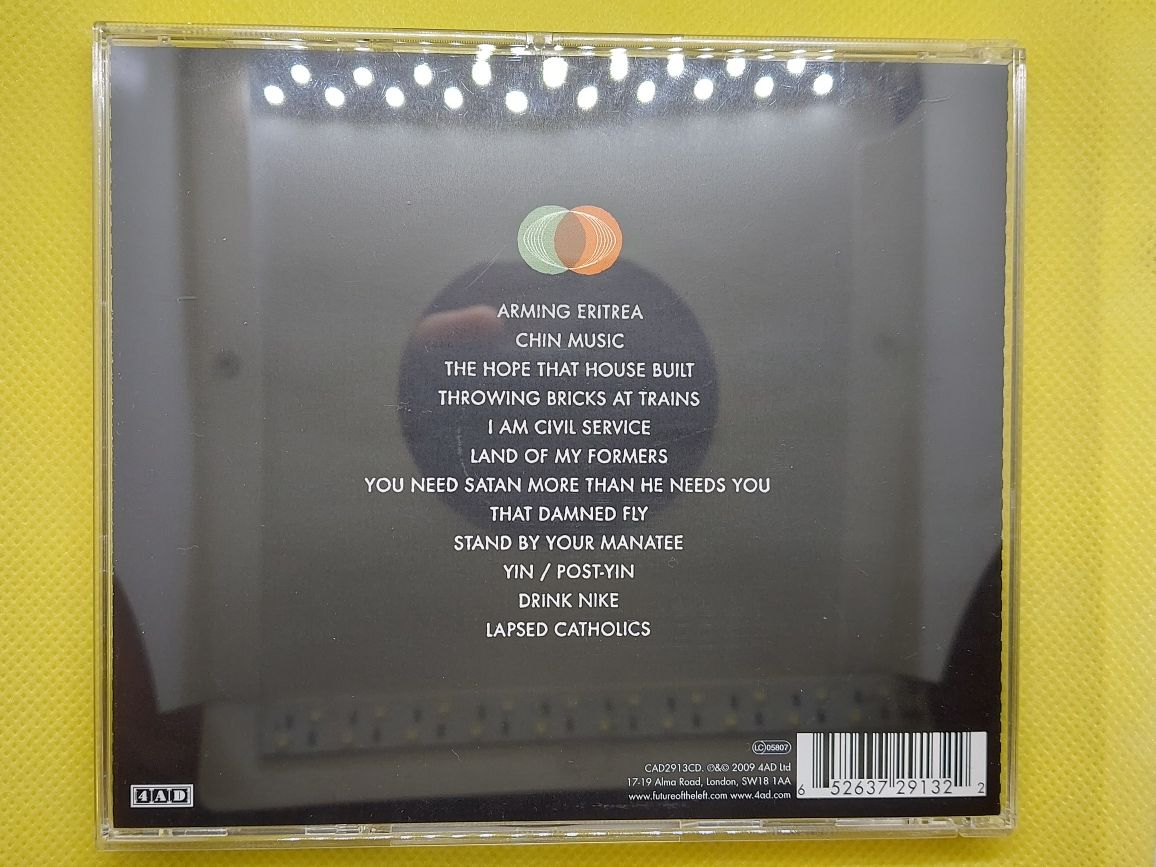 ARMING ERITREA
CHIN MUSIC
THE HOPE THAT HOUSE BUILT
THROWING BRICKS AT TRAINS
I AM CIVIL SERVICE
LAND OF MY FORMERS
YOU NEED SATAN MORE THAN HE NEEDS YOU
THAT DAMNED FLY
STAND BY YOUR MANATEE
YIN / POST-YIN
DRINK NIKE
LAPSED CATHOLICS
LC 05807
CAD2913CD. ℗&© 2009 4AD Ltd
17-19 Alma Road, London, SW18 1AA
www.futureoftheleft.com www.4ad.com
6 52637 29132 2
4AD